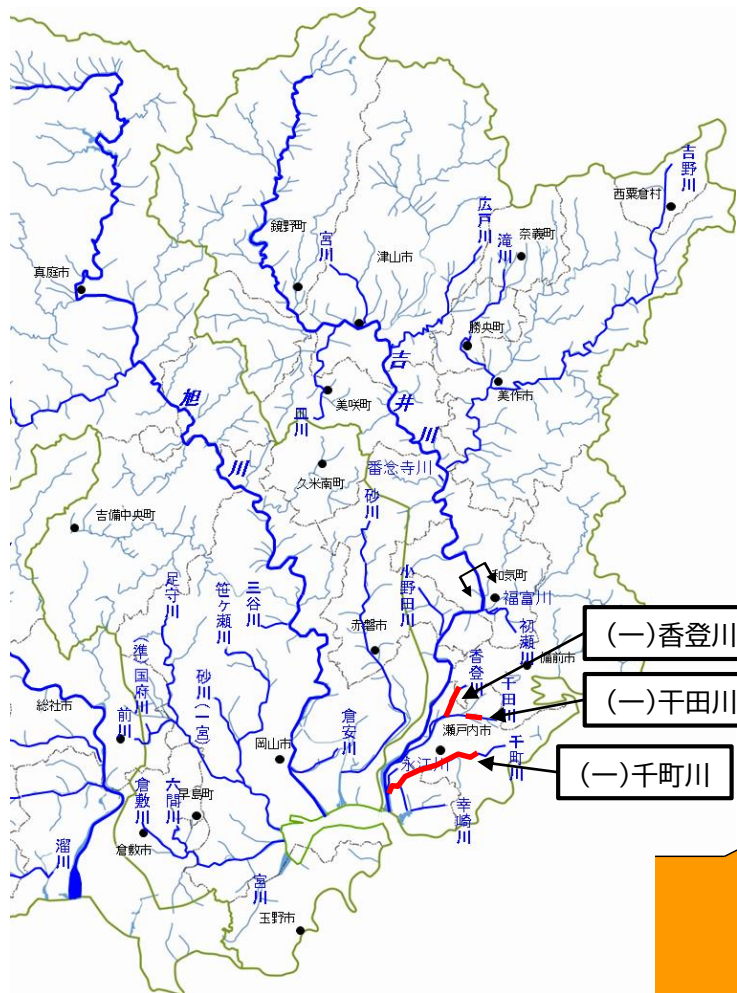 吉野川
西粟倉村
広戸川
滝川
奈義町
鏡野町
宮川
津山市
真庭市
勝央町
吉井川
美作市
旭川
皿川
美咲町
番念寺川
久米南町
砂川
吉備中央町
足守川
笹ヶ瀬川
三谷川
小野田川
和気町
福富川
初瀬川
赤磐市
(一)香登川
備前市
香登川
(準)国府川
砂川(一宮)
総社市
前川
倉安川
干田川
(一)干田川
瀬戸内市
岡山市
永江川
千町川
(一)千町川
倉敷川
六間川
早島町
幸崎川
倉敷市
溜川
宮川
玉野市